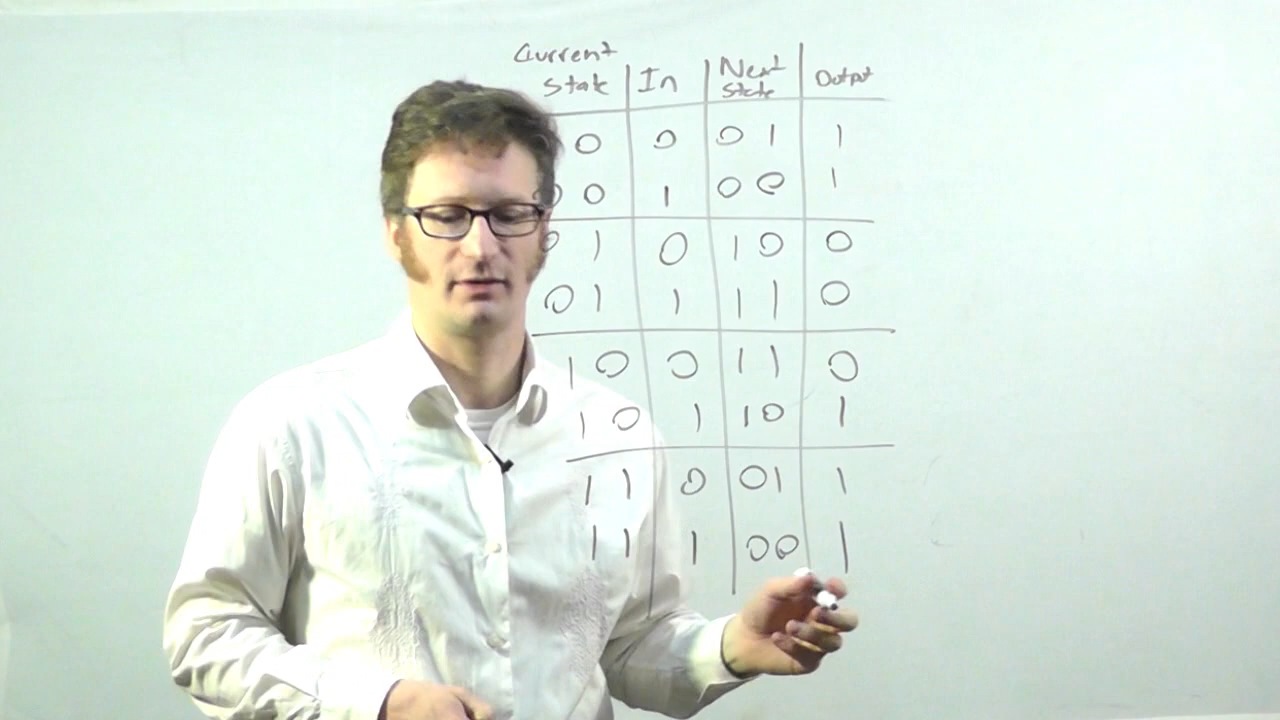 Current State | In | Next State | Output
0 | 0 | 0 1 | 1
0 0 | 1 | 0 0 | 1
0 1 | 0 | 1 0 | 0
0 1 | 1 | 1 1 | 0
1 0 | 0 | 1 1 | 0
1 0 | 1 | 1 0 | 1
1 1 | 0 | 0 1 | 1
1 1 | 1 | 0 0 | 1